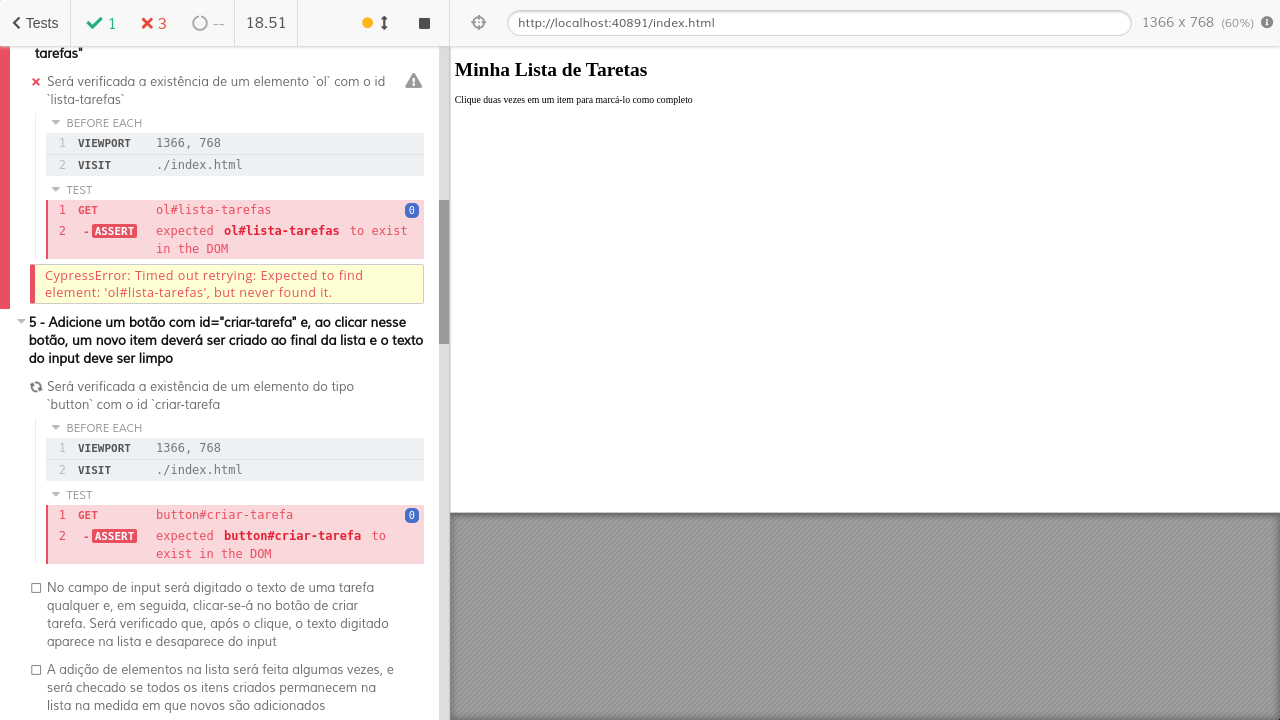 Tests
1
3
--
18.51
http://localhost:40891/index.html
1366 x 768 (60%)
tarefas"
Será verificada a existência de um elemento `ol` com o id
`lista-tarefas`
BEFORE EACH
1 VIEWPORT 1366, 768
2 VISIT ./index.html
TEST
1 GET ol#lista-tarefas 0
2 -ASSERT expected ol#lista-tarefas to exist
in the DOM
CypressError: Timed out retrying: Expected to find
element: 'ol#lista-tarefas', but never found it.
5 - Adicione um botão com id="criar-tarefa" e, ao clicar nesse
botão, um novo item deverá ser criado ao final da lista e o texto
do input deve ser limpo
Será verificada a existência de um elemento do tipo
`button` com o id `criar-tarefa
BEFORE EACH
1 VIEWPORT 1366, 768
2 VISIT ./index.html
TEST
1 GET button#criar-tarefa 0
2 -ASSERT expected button#criar-tarefa to
exist in the DOM
No campo de input será digitado o texto de uma tarefa
qualquer e, em seguida, clicar-se-á no botão de criar
tarefa. Será verificado que, após o clique, o texto digitado
aparece na lista e desaparece do input
A adição de elementos na lista será feita algumas vezes, e
será checado se todos os itens criados permanecem na
lista na medida em que novos são adicionados
Minha Lista de Taretas
Clique duas vezes em um item para marcá-lo como completo